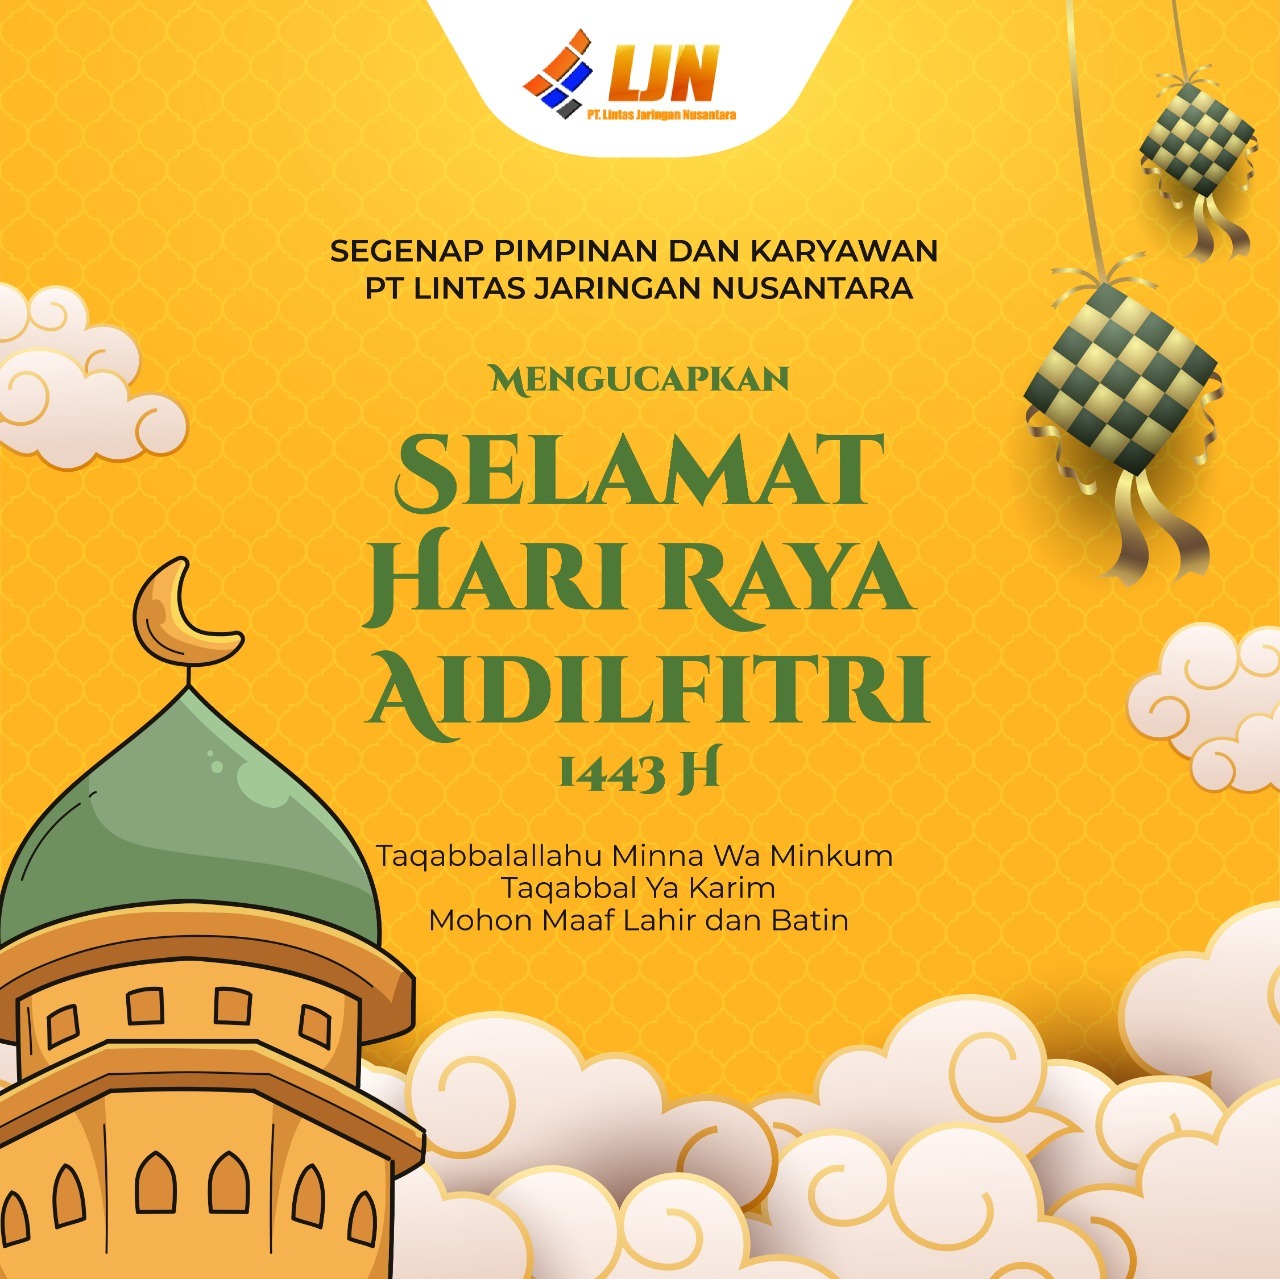 LJN
PT. Lintas Jaringan Nusantara
SEGENAP PIMPINAN DAN KARYAWAN
PT LINTAS JARINGAN NUSANTARA
MENGUCAPKAN
SELAMAT
HARI RAYA
AIDILFITRI
1443 H
Taqabbalallahu Minna Wa Minkum
Taqabbal Ya Karim
Mohon Maaf Lahir dan Batin